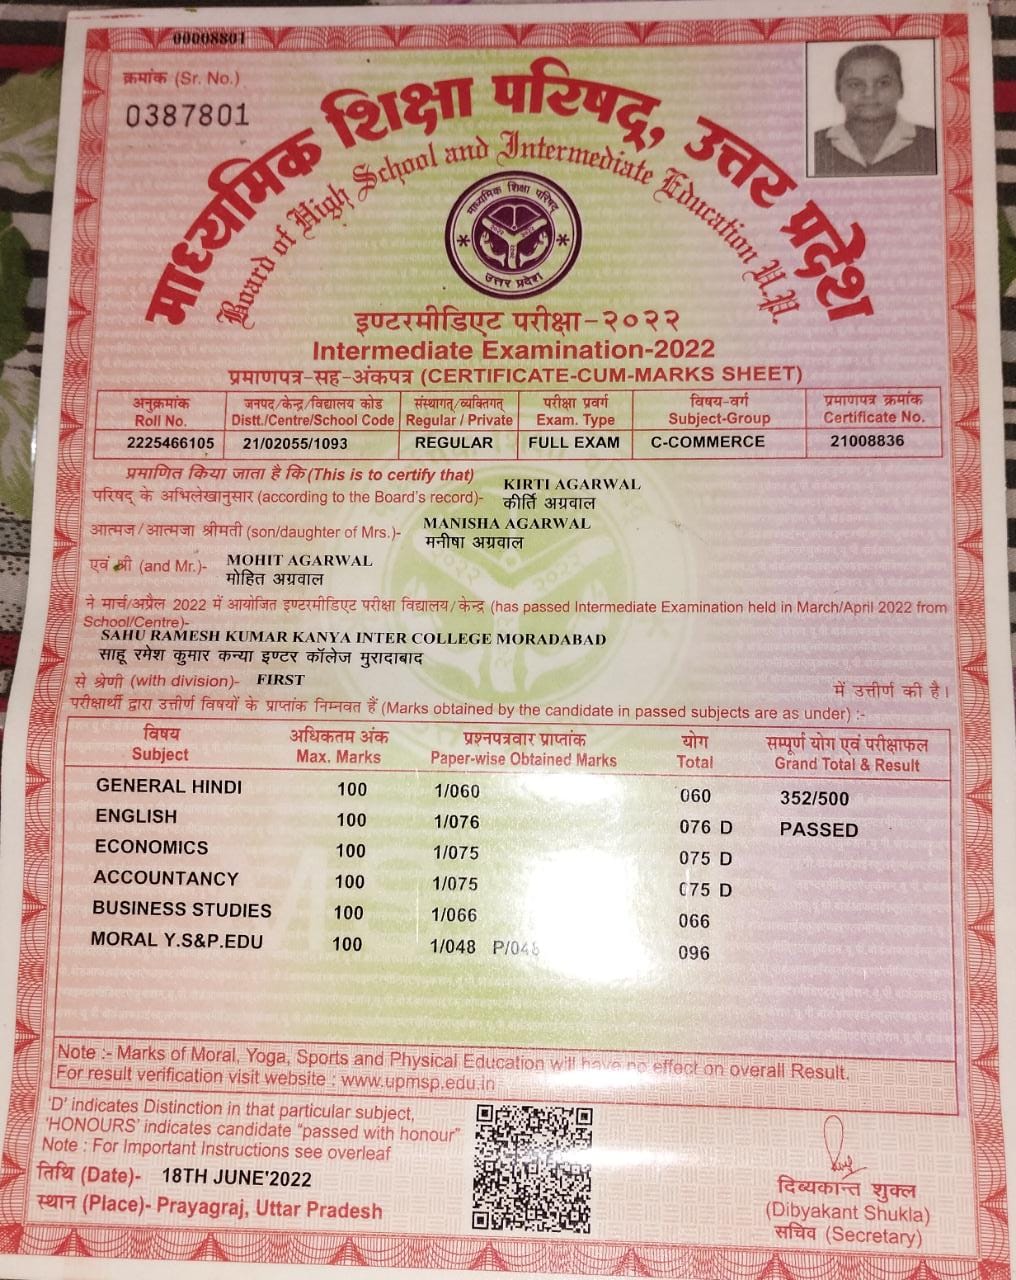 00008801
क्रमांक (Sr. No.)
0387801
माध्यमिक शिक्षा परिषद्, उत्तर प्रदेश
Board of High School and Intermediate Education U.P.
माध्यमिक शिक्षा परिषद्
उत्तर प्रदेश
इण्टरमीडिएट परीक्षा-२०२२
Intermediate Examination-2022
प्रमाणपत्र-सह-अंकपत्र (CERTIFICATE-CUM-MARKS SHEET)
अनुक्रमांक जनपद/केन्द्र/विद्यालय कोड संस्थागत/व्यक्तिगत परीक्षा प्रवर्ग विषय-वर्ग प्रमाणपत्र क्रमांक
Roll No. Distt./Centre/School Code Regular / Private Exam. Type Subject-Group Certificate No.
2225466105 21/02055/1093 REGULAR FULL EXAM C-COMMERCE 21008836
प्रमाणित किया जाता है कि (This is to certify that) KIRTI AGARWAL
परिषद् के अभिलेखानुसार (according to the Board's record)- कीर्ति अग्रवाल
आत्मज/आत्मजा श्रीमती (son/daughter of Mrs.)- MANISHA AGARWAL
मनीषा अग्रवाल
एवं श्री (and Mr.)- MOHIT AGARWAL
मोहित अग्रवाल
ने मार्च/अप्रैल 2022 में आयोजित इण्टरमीडिएट परीक्षा विद्यालय/केन्द्र (has passed Intermediate Examination held in March/April 2022 from
School/Centre)-
SAHU RAMESH KUMAR KANYA INTER COLLEGE MORADABAD
साहू रमेश कुमार कन्या इण्टर कॉलेज मुरादाबाद
से श्रेणी (with division)- FIRST में उत्तीर्ण की है।
परीक्षार्थी द्वारा उत्तीर्ण विषयों के प्राप्तांक निम्नवत हैं (Marks obtained by the candidate in passed subjects are as under) :-
विषय अधिकतम अंक प्रश्नपत्रवार प्राप्तांक योग सम्पूर्ण योग एवं परीक्षाफल
Subject Max. Marks Paper-wise Obtained Marks Total Grand Total & Result
GENERAL HINDI 100 1/060 060 352/500
ENGLISH 100 1/076 076 D PASSED
ECONOMICS 100 1/075 075 D
ACCOUNTANCY 100 1/075 075 D
BUSINESS STUDIES 100 1/066 066
MORAL Y.S&P.EDU 100 1/048 P/048 096
Note :- Marks of Moral, Yoga, Sports and Physical Education will have no effect on overall Result.
For result verification visit website : www.upmsp.edu.in
'D' indicates Distinction in that particular subject,
'HONOURS' indicates candidate "passed with honour"
Note : For Important Instructions see overleaf
तिथि (Date)- 18TH JUNE'2022
स्थान (Place)- Prayagraj, Uttar Pradesh
दिव्यकान्त शुक्ल
(Dibyakant Shukla)
सचिव (Secretary)